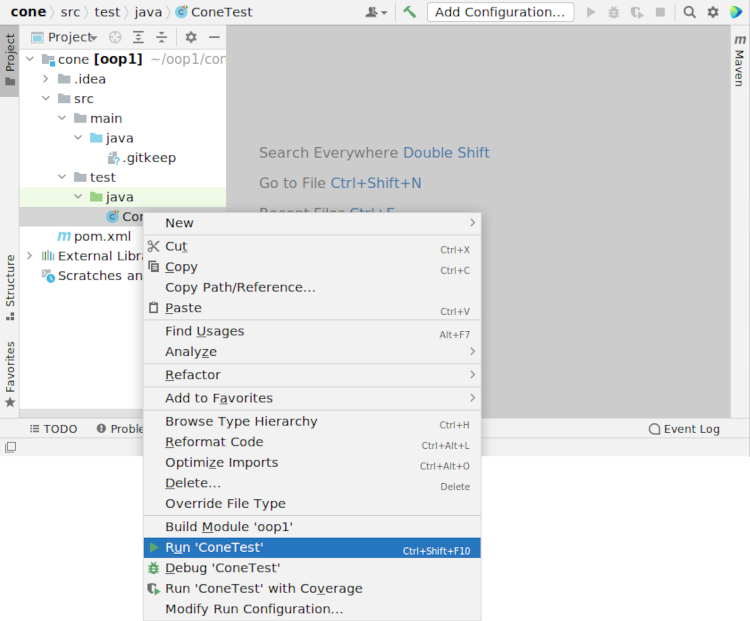 cone src test java ConeTest Add Configuration...
Project
Project
cone [oop1] ~/oop1/con
.idea
src
main
java
.gitkeep
test
java
Con
pom.xml
External Libra
Scratches an
Structure
Favorites
Search Everywhere Double Shift
Go to File Ctrl+Shift+N
Recent Files Ctrl+E
m
Maven
New
Cut Ctrl+X
Copy Ctrl+C
Copy Path/Reference...
Paste Ctrl+V
Find Usages Alt+F7
Analyze
Refactor
Add to Favorites
Browse Type Hierarchy Ctrl+H
Reformat Code Ctrl+Alt+L
Optimize Imports Ctrl+Alt+O
Delete... Delete
Override File Type
Build Module 'oop1'
Run 'ConeTest' Ctrl+Shift+F10
Debug 'ConeTest'
Run 'ConeTest' with Coverage
Modify Run Configuration...
TODO Proble Event Log